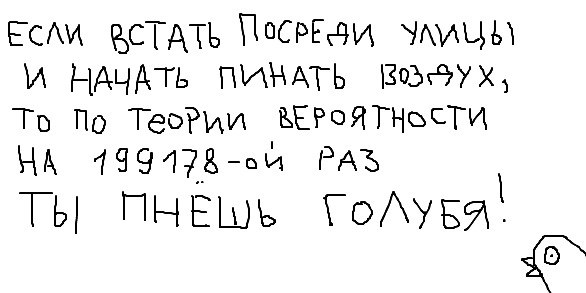 ЕСЛИ ВСТАТЬ ПОСРЕДИ УЛИЦЫ
И НАЧАТЬ ПИНАТЬ ВОЗДУХ,
ТО ПО ТЕОРИИ ВЕРОЯТНОСТИ
НА 199178-ой РАЗ
ТЫ ПНЁШЬ ГОЛУБЯ!